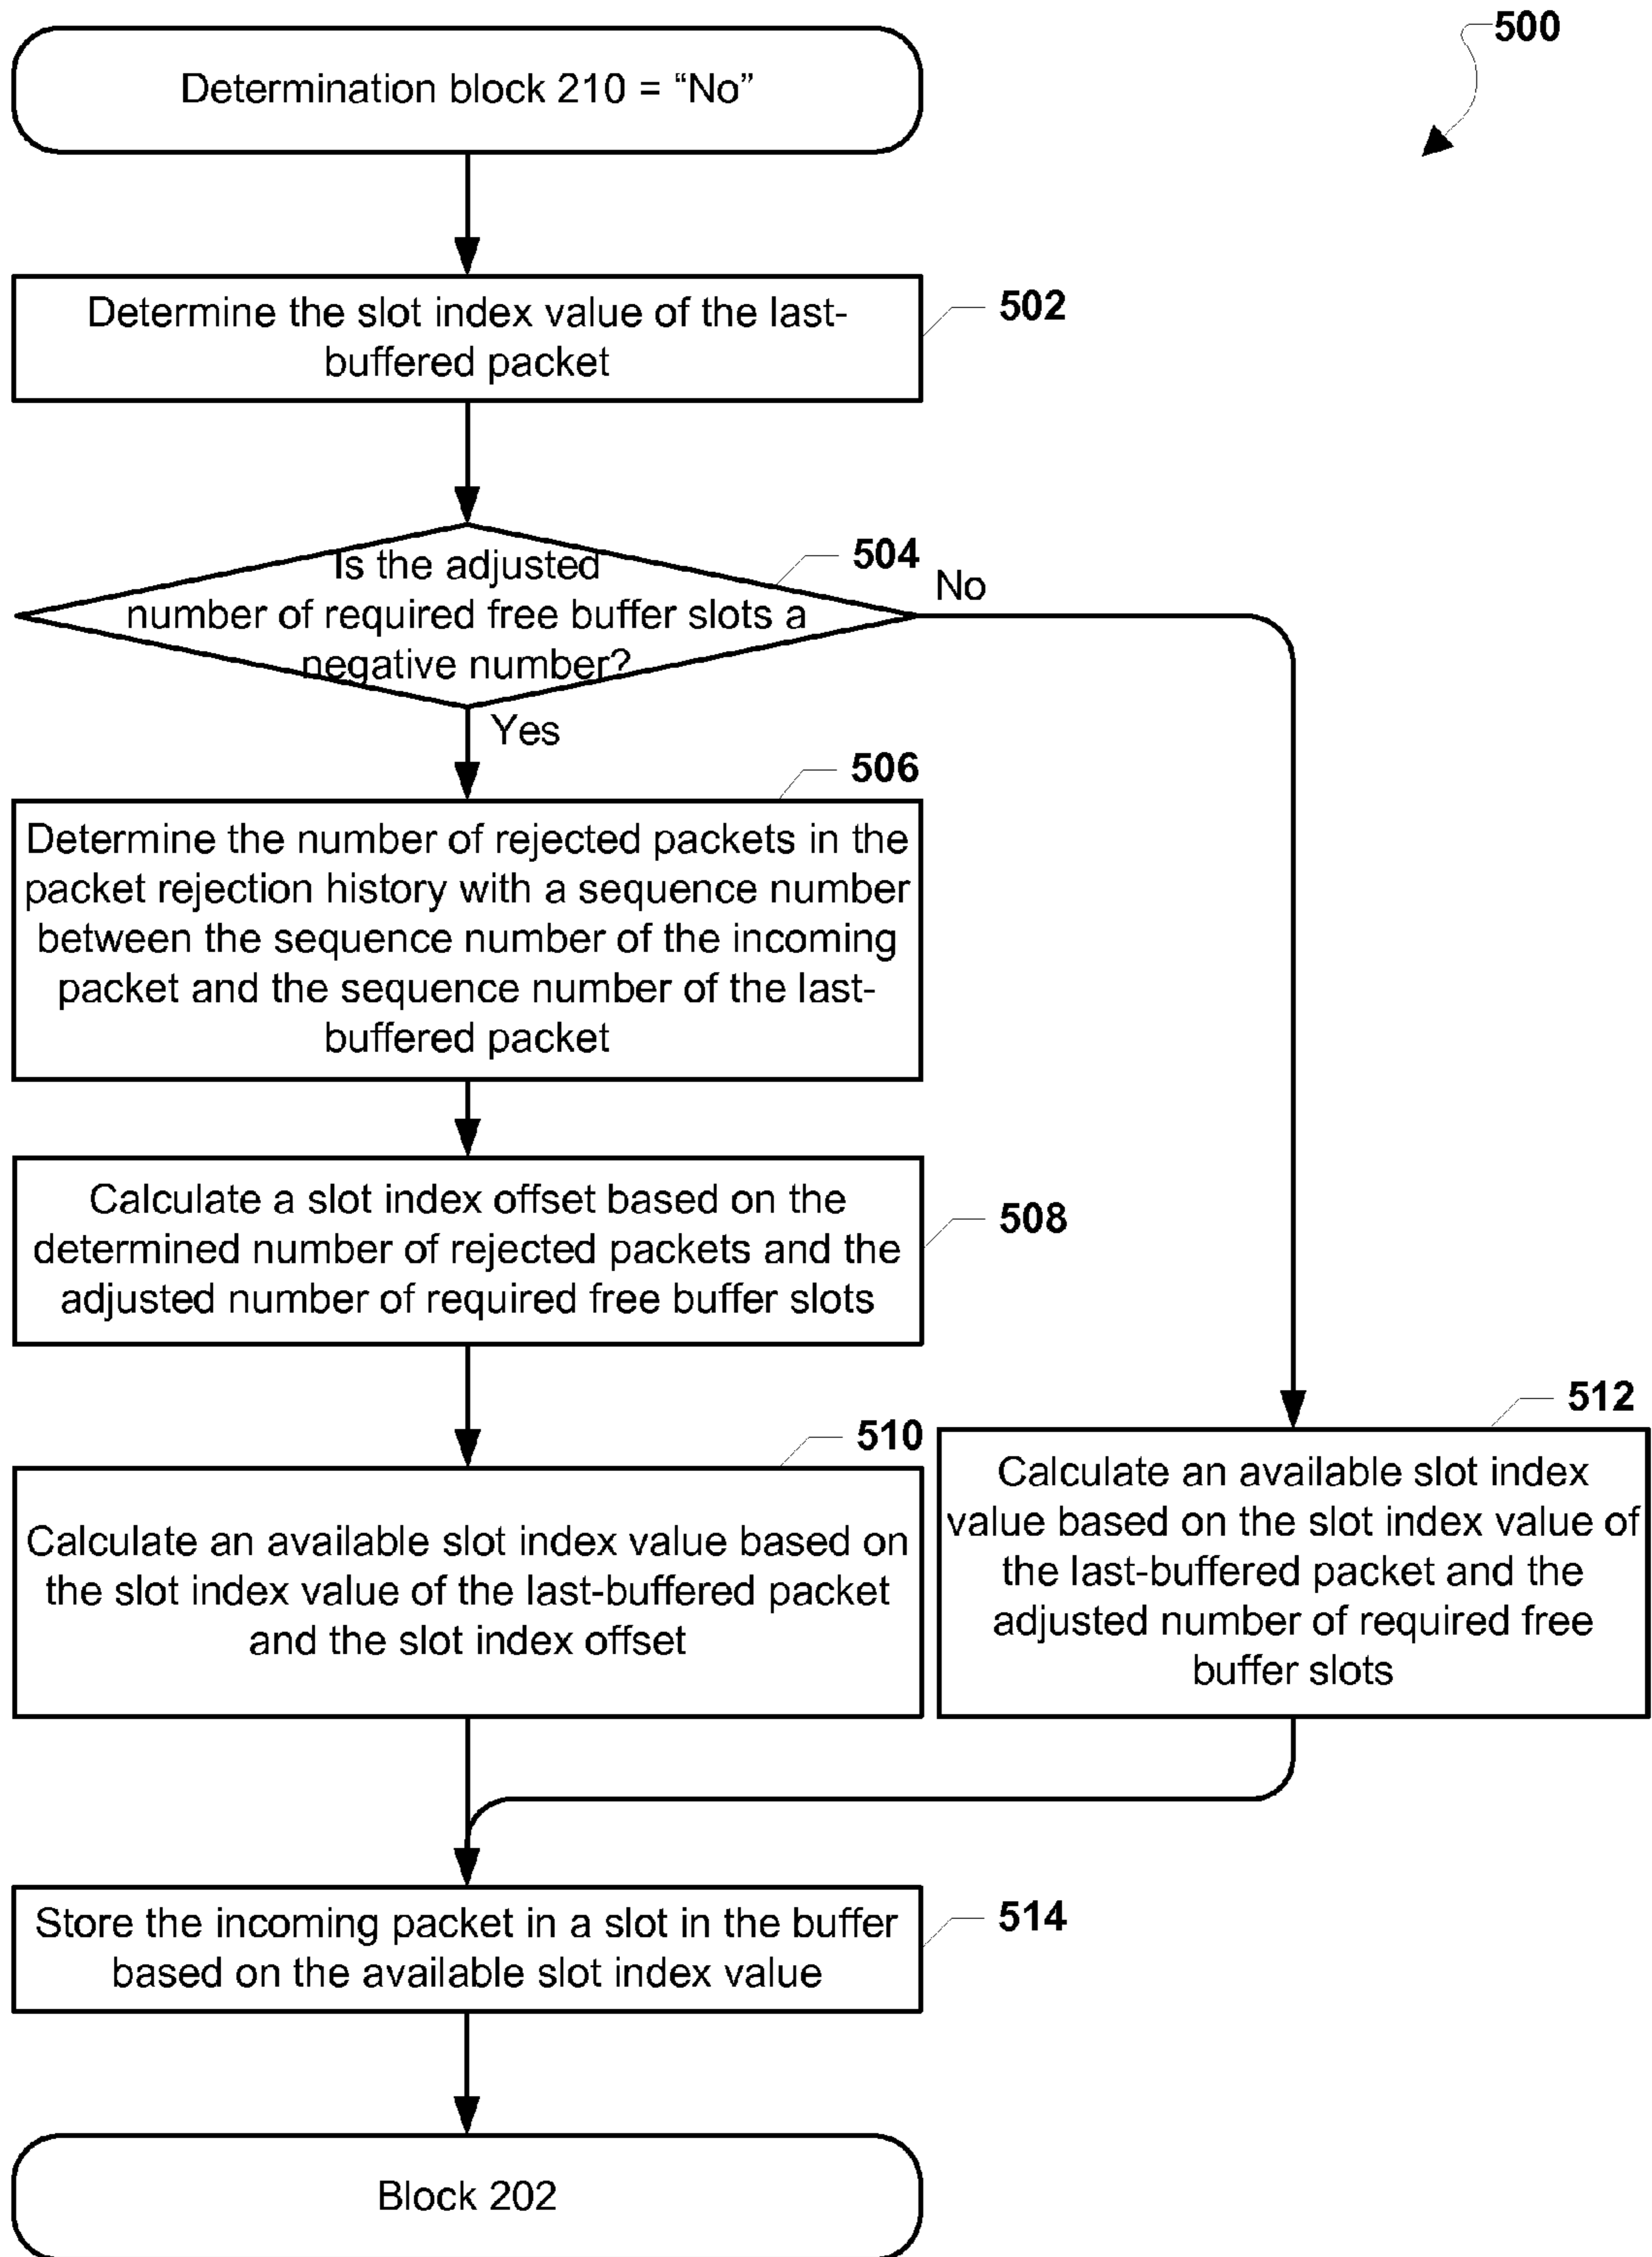 500
Determination block 210 = “No”
Determine the slot index value of the last-
buffered packet
502
Is the adjusted
number of required free buffer slots a
negative number?
504
No
Yes
506
Determine the number of rejected packets in the
packet rejection history with a sequence number
between the sequence number of the incoming
packet and the sequence number of the last-
buffered packet
Calculate a slot index offset based on the
determined number of rejected packets and the
adjusted number of required free buffer slots
508
510
Calculate an available slot index value based on
the slot index value of the last-buffered packet
and the slot index offset
512
Calculate an available slot index
value based on the slot index value of
the last-buffered packet and the
adjusted number of required free
buffer slots
Store the incoming packet in a slot in the buffer
based on the available slot index value
514
Block 202